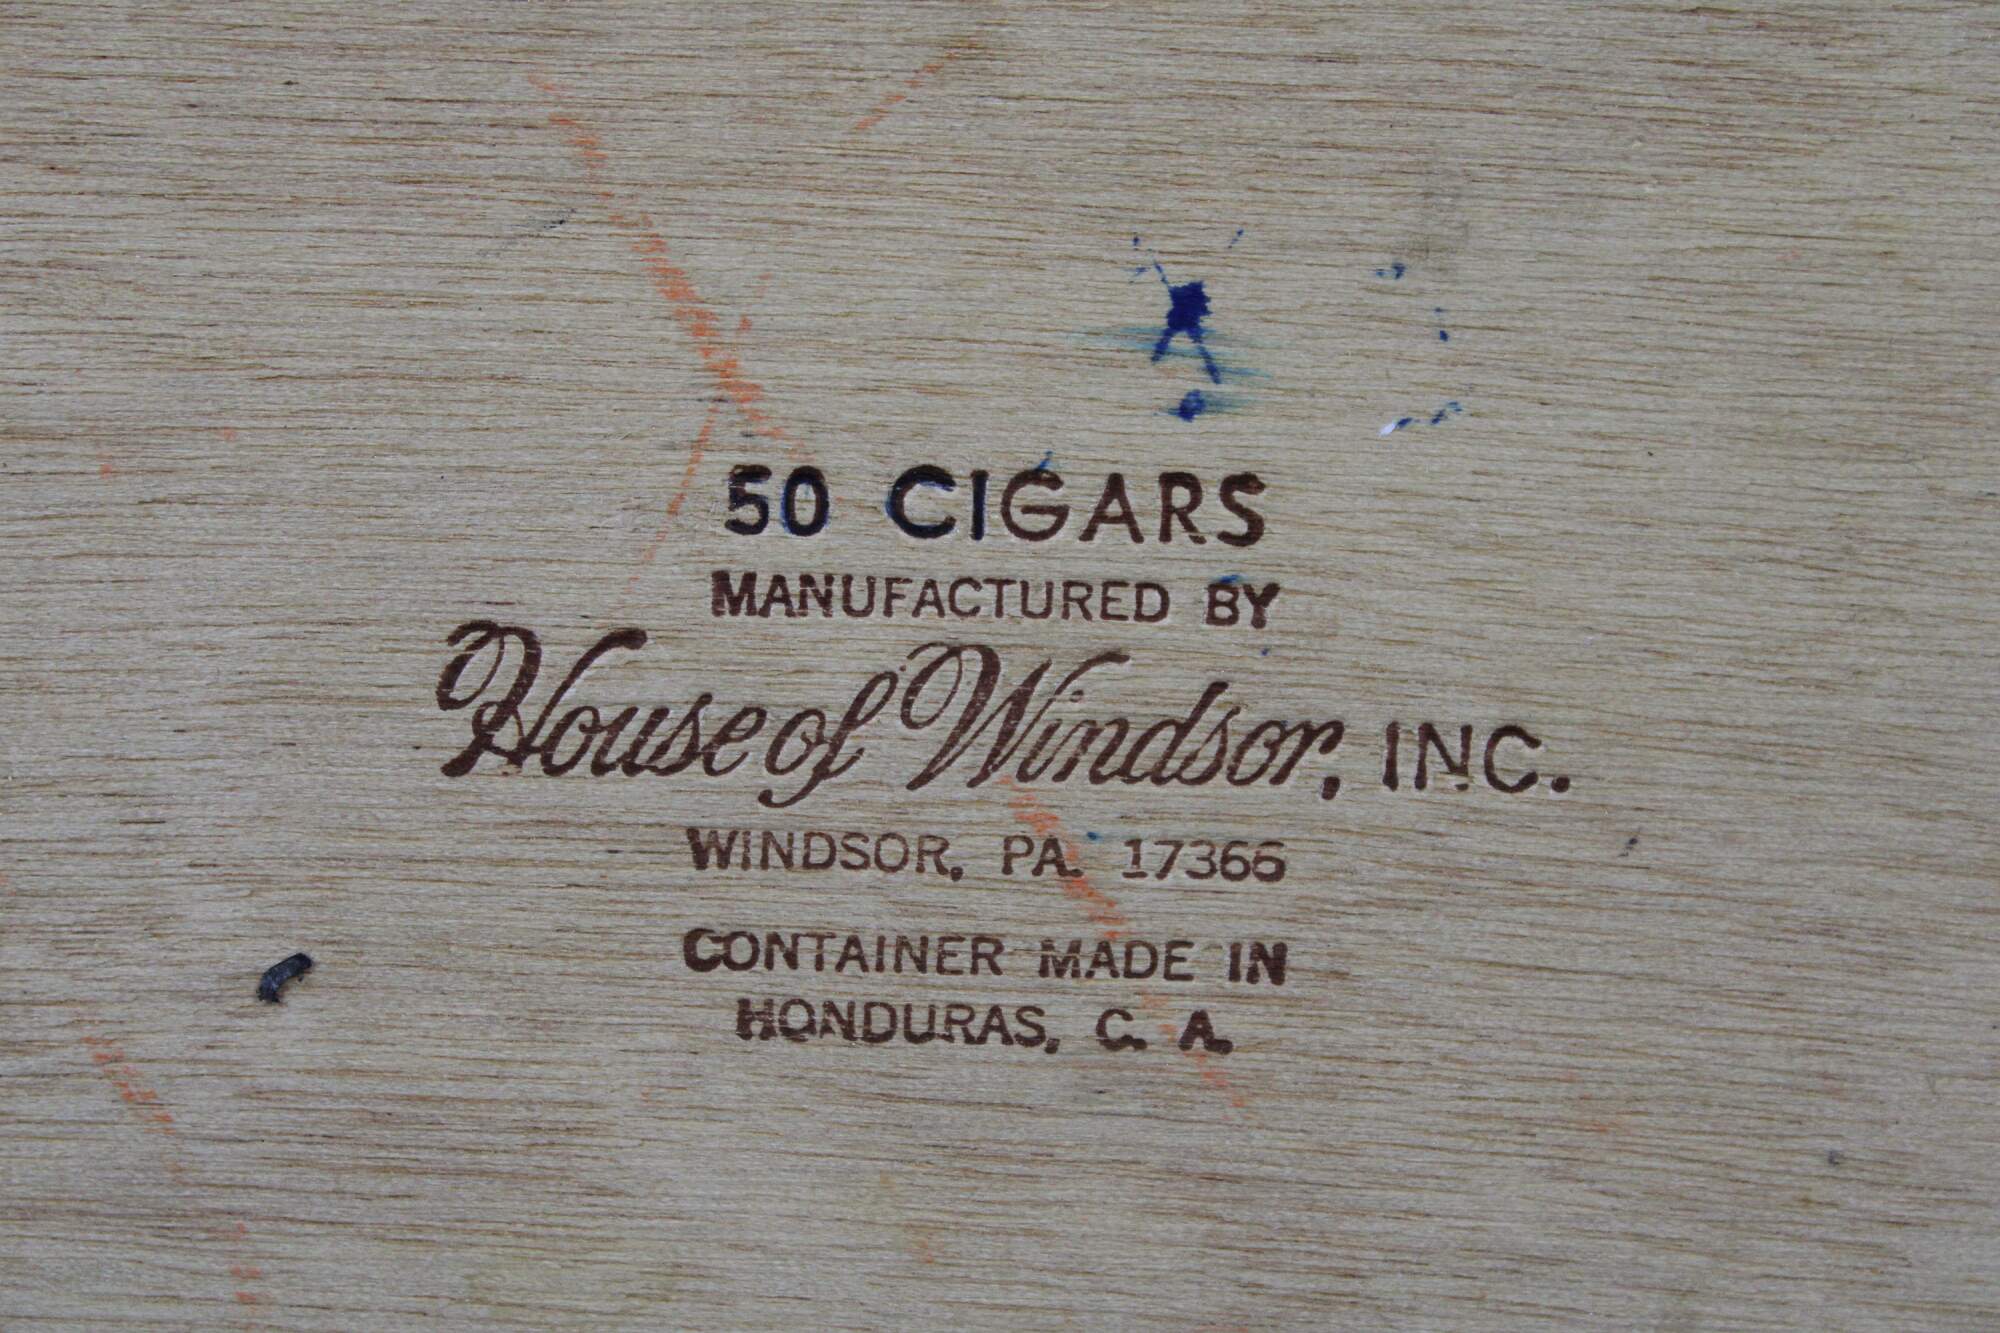 50 CIGARS
MANUFACTURED BY
House of Windsor, INC.
WINDSOR, PA. 17366
CONTAINER MADE IN
HONDURAS, C. A.